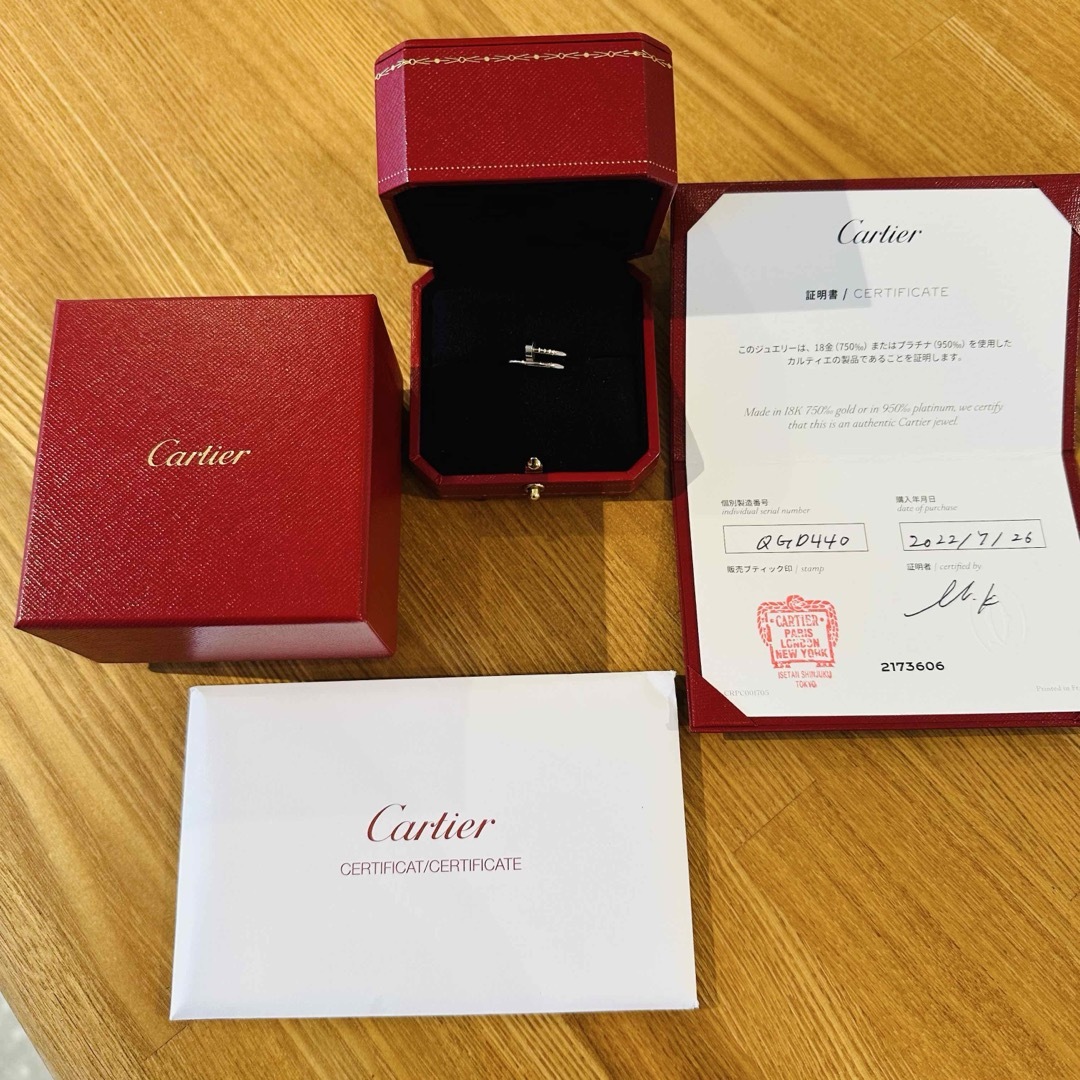 Cartier
Cartier
証明書 / CERTIFICATE
このジュエリーは、18金（750‰）またはプラチナ（950‰）を使用した
カルティエの製品であることを証明します。
Made in 18K 750‰ gold or in 950‰ platinum, we certify
that this is an authentic Cartier jewel.
個別製造番号
individual serial number
QGD440
購入年月日
date of purchase
2022/7/26
販売ブティック印 / stamp
証明者 / certified by
CARTIER
PARIS
LONDON
NEW YORK
ISETAN SHINJUKU
TOKYO
2173606
Printed in Fr
Cartier
CERTIFICAT/CERTIFICATE